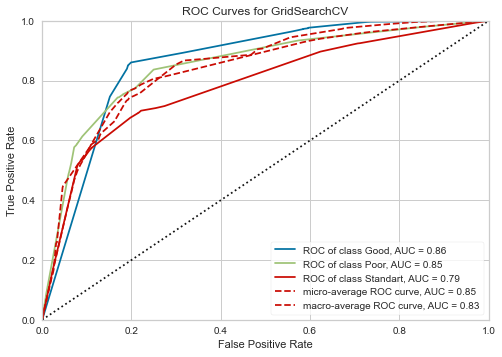 ROC Curves for GridSearchCV
True Positive Rate
1.0
0.8
0.6
0.4
0.2
0.0
ROC of class Good, AUC = 0.86
ROC of class Poor, AUC = 0.85
ROC of class Standart, AUC = 0.79
micro-average ROC curve, AUC = 0.85
macro-average ROC curve, AUC = 0.83
0.0 0.2 0.4 0.6 0.8 1.0
False Positive Rate